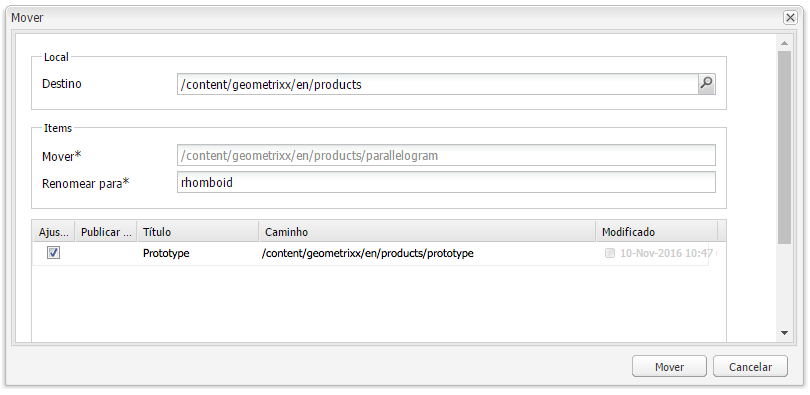 Mover
Local
Destino /content/geometrixx/en/products
Items
Mover* /content/geometrixx/en/products/parallelogram
Renomear para* rhomboid
Ajus... Publicar ... Título Caminho Modificado
Prototype /content/geometrixx/en/products/prototype 10-Nov-2016 10:47
Mover Cancelar